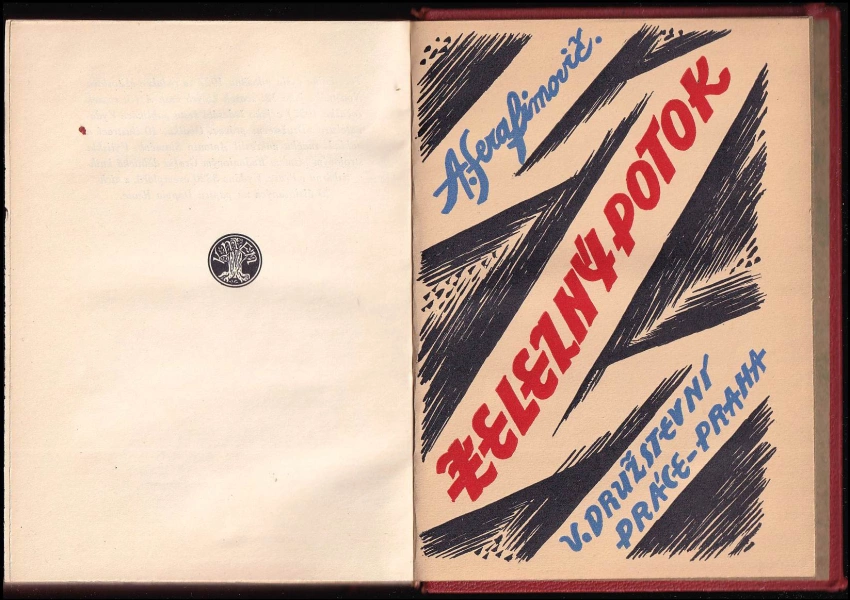 A. Serafimovič.
ŽELEZNÝ POTOK
V. DRUŽSTEVNÍ
PRÁCE-PRAHA